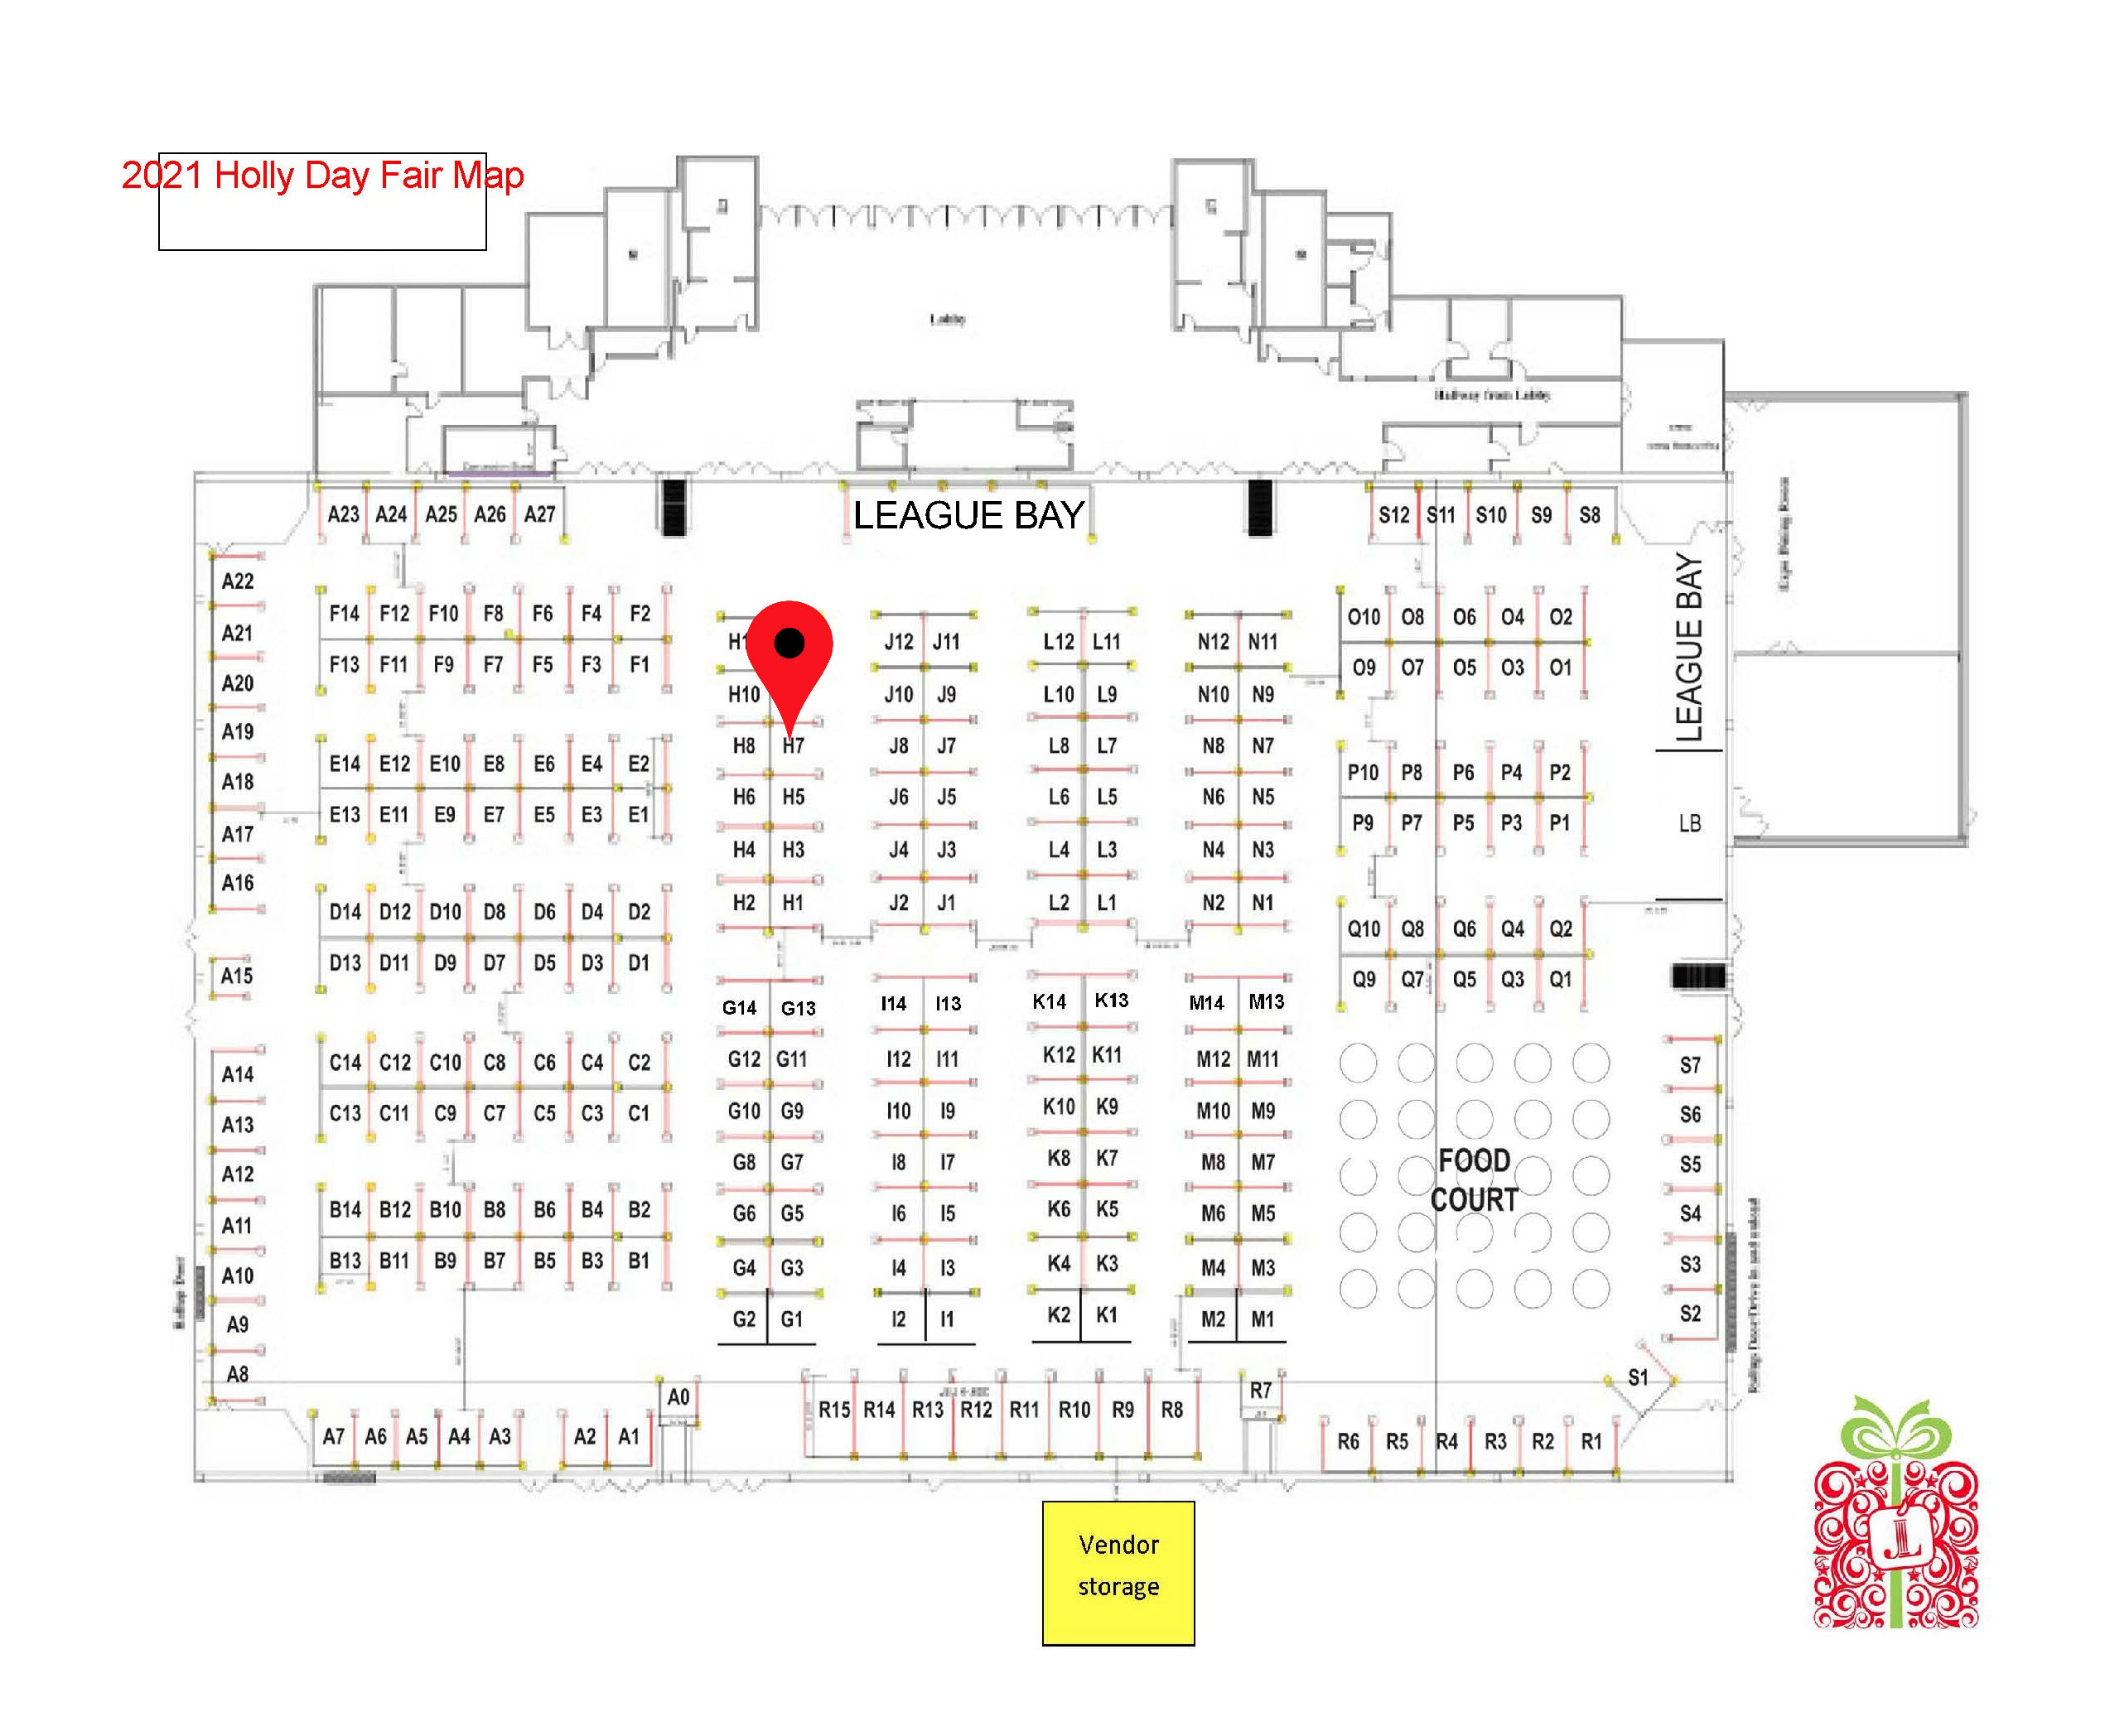 2021 Holly Day Fair Map
Lobby
Hallway from Lobby
LEAGUE BAY
A23 A24 A25 A26 A27
S12 S11 S10 S9 S8
A22
A21
A20
A19
A18
A17
A16
A15
A14
A13
A12
A11
A10
A9
A8
F14 F12 F10 F8 F6 F4 F2
F13 F11 F9 F7 F5 F3 F1
E14 E12 E10 E8 E6 E4 E2
E13 E11 E9 E7 E5 E3 E1
D14 D12 D10 D8 D6 D4 D2
D13 D11 D9 D7 D5 D3 D1
C14 C12 C10 C8 C6 C4 C2
C13 C11 C9 C7 C5 C3 C1
B14 B12 B10 B8 B6 B4 B2
B13 B11 B9 B7 B5 B3 B1
H10
H8 H7
H6 H5
H4 H3
H2 H1
G14 G13
G12 G11
G10 G9
G8 G7
G6 G5
G4 G3
G2 G1
J12 J11
J10 J9
J8 J7
J6 J5
J4 J3
J2 J1
I14 I13
I12 I11
I10 I9
I8 I7
I6 I5
I4 I3
I2 I1
L12 L11
L10 L9
L8 L7
L6 L5
L4 L3
L2 L1
K14 K13
K12 K11
K10 K9
K8 K7
K6 K5
K4 K3
K2 K1
N12 N11
N10 N9
N8 N7
N6 N5
N4 N3
N2 N1
M14 M13
M12 M11
M10 M9
M8 M7
M6 M5
M4 M3
M2 M1
O10 O8 O6 O4 O2
O9 O7 O5 O3 O1
P10 P8 P6 P4 P2
P9 P7 P5 P3 P1
Q10 Q8 Q6 Q4 Q2
Q9 Q7 Q5 Q3 Q1
LEAGUE BAY
LB
FOOD
COURT
S7
S6
S5
S4
S3
S2
S1
Rollup Door
A7 A6 A5 A4 A3 A2 A1
A0
R15 R14 R13 R12 R11 R10 R9 R8
R7
R6 R5 R4 R3 R2 R1
Vendor
storage
JL